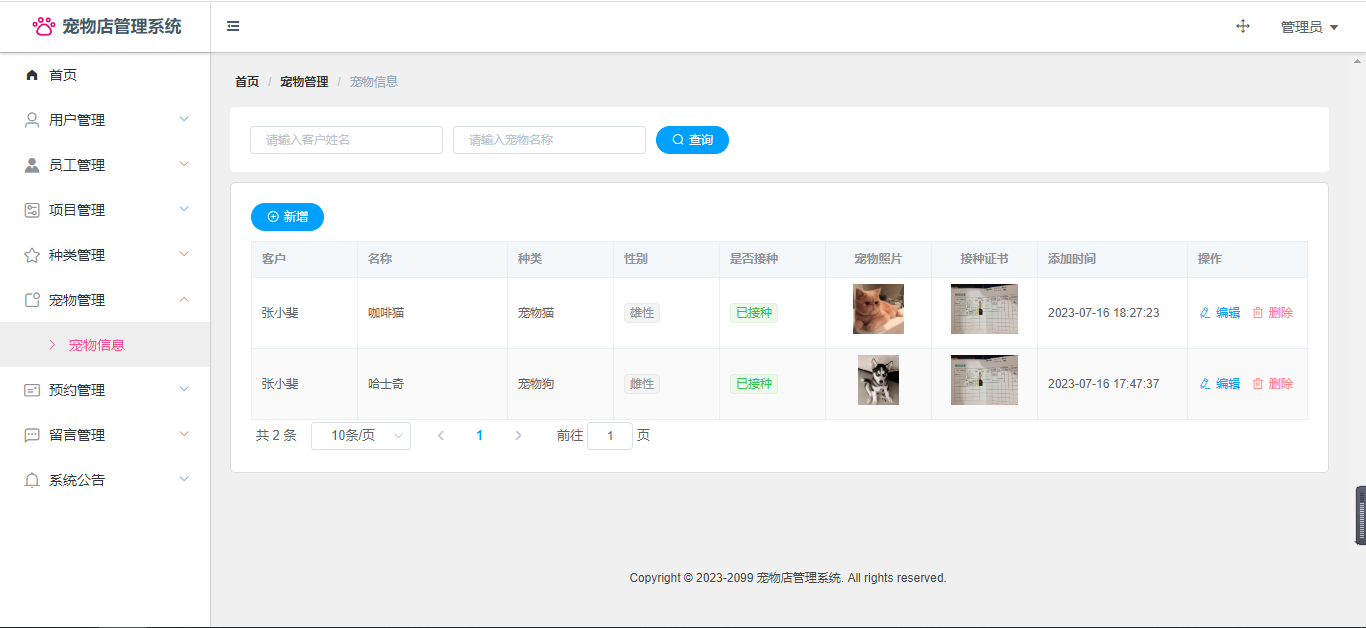 宠物店管理系统
管理员
首页
用户管理
员工管理
项目管理
种类管理
宠物管理
宠物信息
预约管理
留言管理
系统公告
首页 / 宠物管理 / 宠物信息
请输入客户姓名 请输入宠物名称 查询
新增
客户 名称 种类 性别 是否接种 宠物照片 接种证书 添加时间 操作
张小斐 咖啡猫 宠物猫 雄性 已接种 2023-07-16 18:27:23 编辑 删除
张小斐 哈士奇 宠物狗 雌性 已接种 2023-07-16 17:47:37 编辑 删除
共 2 条 10条/页 1 前往 1 页
Copyright © 2023-2099 宠物店管理系统. All rights reserved.